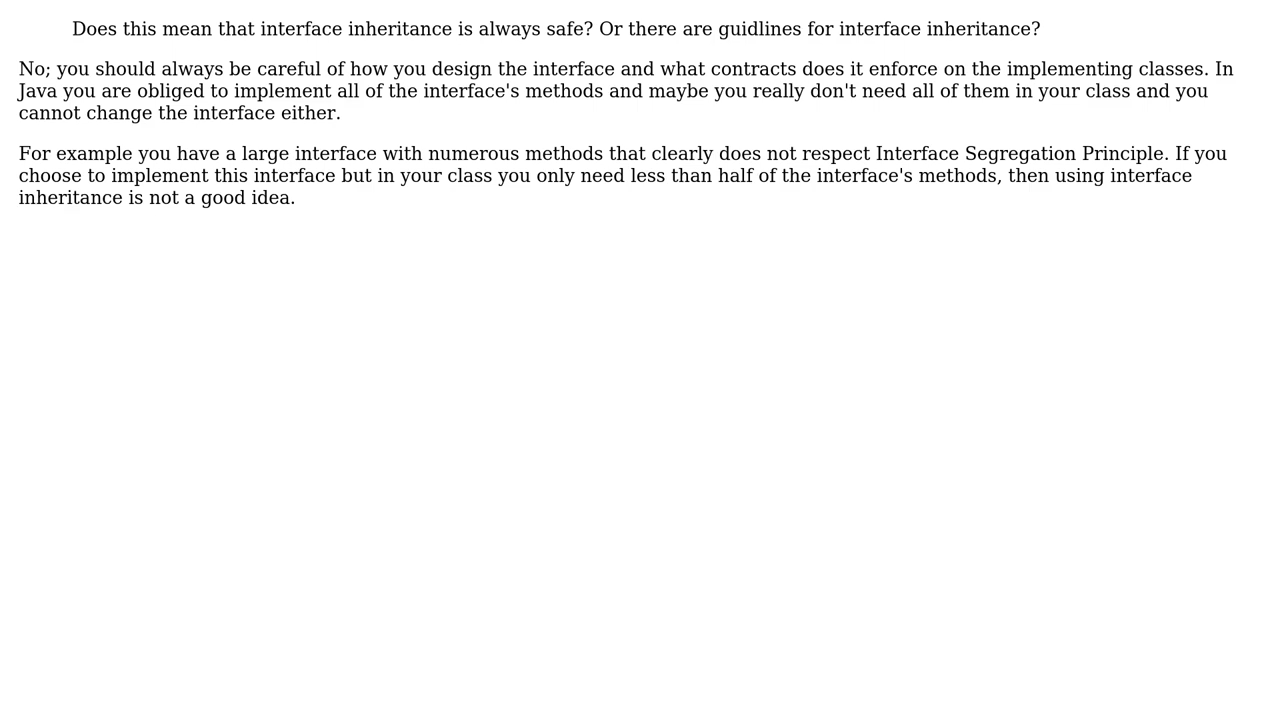 Does this mean that interface inheritance is always safe? Or there are guidlines for interface inheritance?
No; you should always be careful of how you design the interface and what contracts does it enforce on the implementing classes. In
Java you are obliged to implement all of the interface's methods and maybe you really don't need all of them in your class and you
cannot change the interface either.
For example you have a large interface with numerous methods that clearly does not respect Interface Segregation Principle. If you
choose to implement this interface but in your class you only need less than half of the interface's methods, then using interface
inheritance is not a good idea.